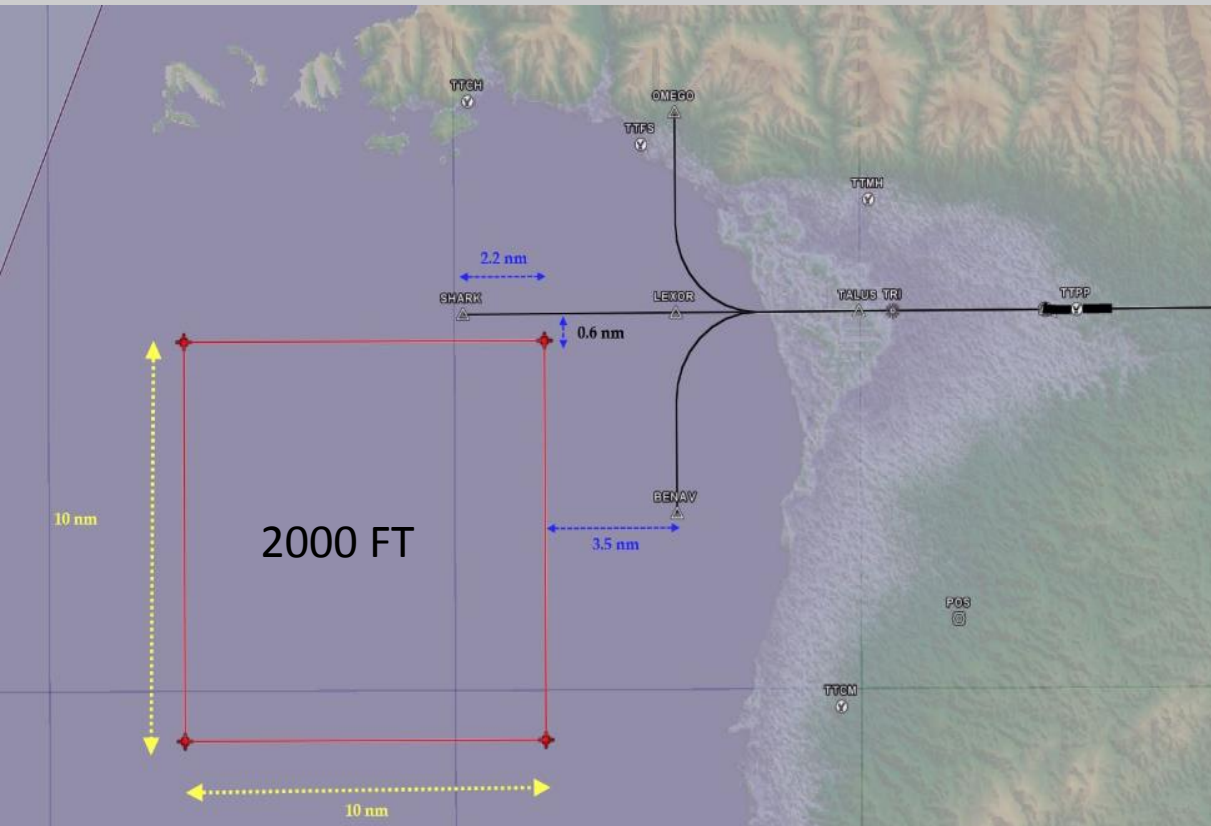 TTCH
OMEGO
TTFS
TTMH
2.2 nm
SHARK
LEXOR
TALUS TRI
TTPP
0.6 nm
BENAV
10 nm
2000 FT
3.5 nm
POS
TTCM
10 nm